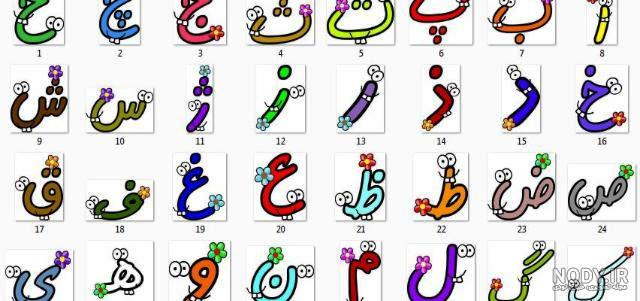 ا ب پ ت ث ج چ ح
1 2 3 4 5 6 7 8
خ د ذ ر ز ژ س ش
9 10 11 12 13 14 15 16
ص ض ط ظ ع غ ف ق
17 18 19 20 21 22 23 24
ک گ ل م ن و ه ی
NODY.IR